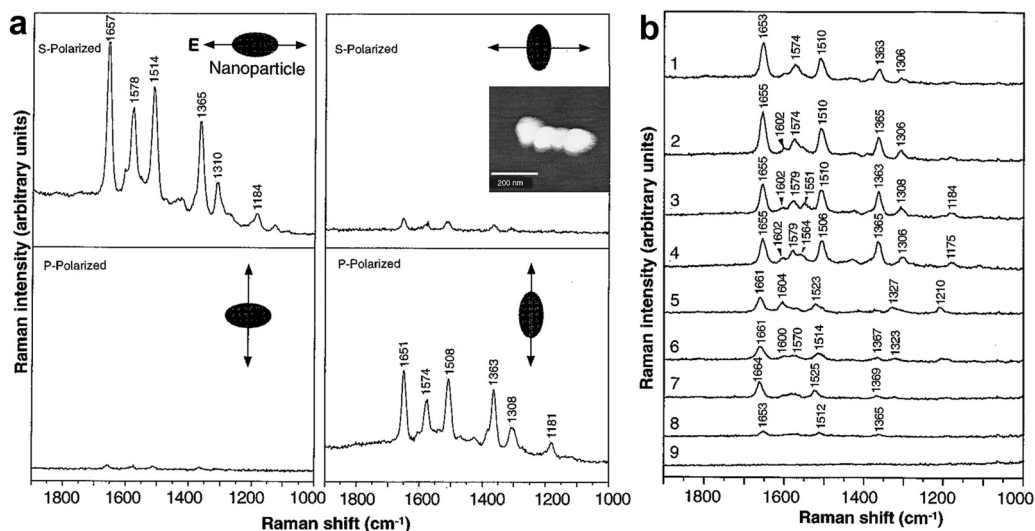 a
S-Polarized
E
Nanoparticle
1657
1578
1514
1365
1310
1184
S-Polarized
200 nm
P-Polarized
P-Polarized
1651
1574
1508
1363
1308
1181
Raman intensity (arbitrary units)
1800 1600 1400 1200 1000
1800 1600 1400 1200 1000
Raman shift (cm⁻¹)
b
1 1653 1574 1510 1363 1306
2 1655 1602 1574 1510 1365 1306
3 1655 1602 1579 1551 1510 1363 1308 1184
4 1655 1602 1579 1564 1506 1365 1306 1175
5 1661 1604 1523 1327 1210
6 1661 1600 1570 1514 1367 1323
7 1664 1525 1369
8 1653 1512 1365
9
Raman intensity (arbitrary units)
1800 1600 1400 1200 1000
Raman shift (cm⁻¹)